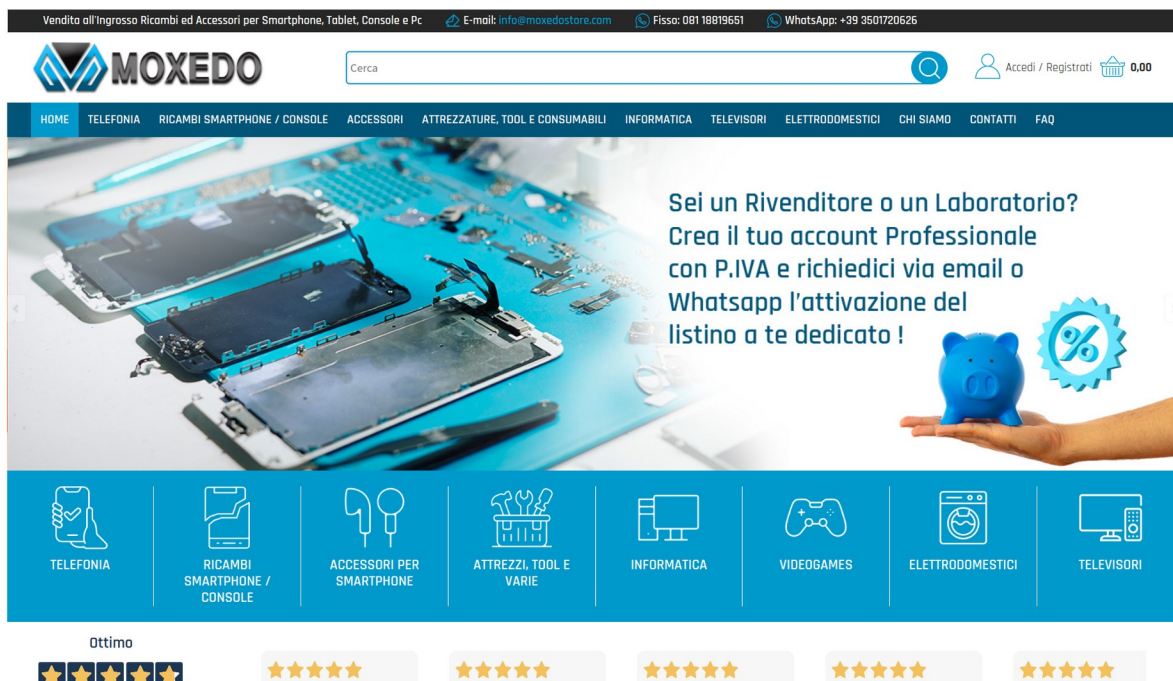 Vendita all'Ingrosso Ricambi ed Accessori per Smartphone, Tablet, Console e Pc
E-mail: info@moxedostore.com
Fisso: 081 18819651
WhatsApp: +39 3501720626
MOXEDO
Cerca
Accedi / Registrati
0,00
HOME TELEFONIA RICAMBI SMARTPHONE / CONSOLE ACCESSORI ATTREZZATURE, TOOL E CONSUMABILI INFORMATICA TELEVISORI ELETTRODOMESTICI CHI SIAMO CONTATTI FAQ
Sei un Rivenditore o un Laboratorio?
Crea il tuo account Professionale
con P.IVA e richiedici via email o
Whatsapp l'attivazione del
listino a te dedicato !
%
TELEFONIA
RICAMBI
SMARTPHONE /
CONSOLE
ACCESSORI PER
SMARTPHONE
ATTREZZI, TOOL E
VARIE
INFORMATICA
VIDEOGAMES
ELETTRODOMESTICI
TELEVISORI
Ottimo